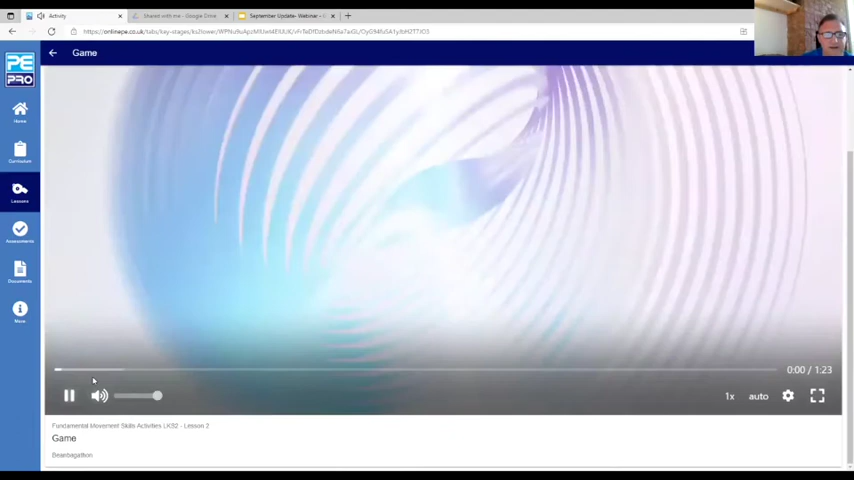 Activity
Shared with me - Google Drive
September Update- Webinar - G
Game
PE
PRO
Home
Curriculum
Lessons
Assessments
Documents
More
0:00 / 1:23
1x
auto
Fundamental Movement Skills Activities LKS2 - Lesson 2
Game
Beanbagathon